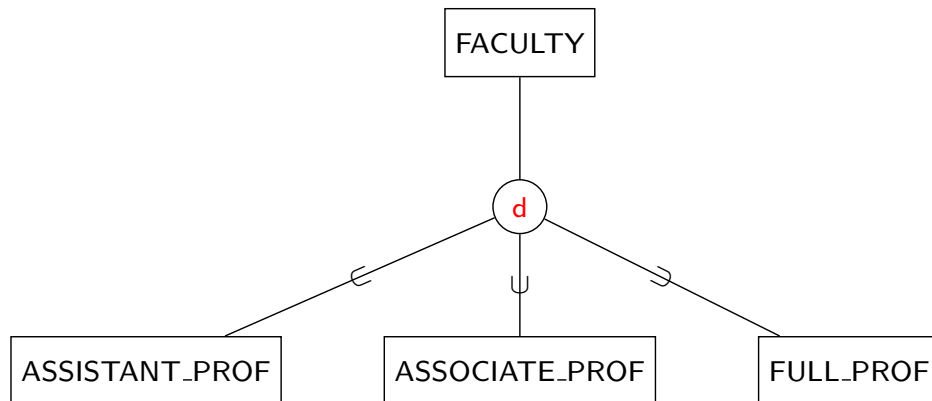 FACULTY
d
ASSISTANT_PROF
ASSOCIATE_PROF
FULL_PROF